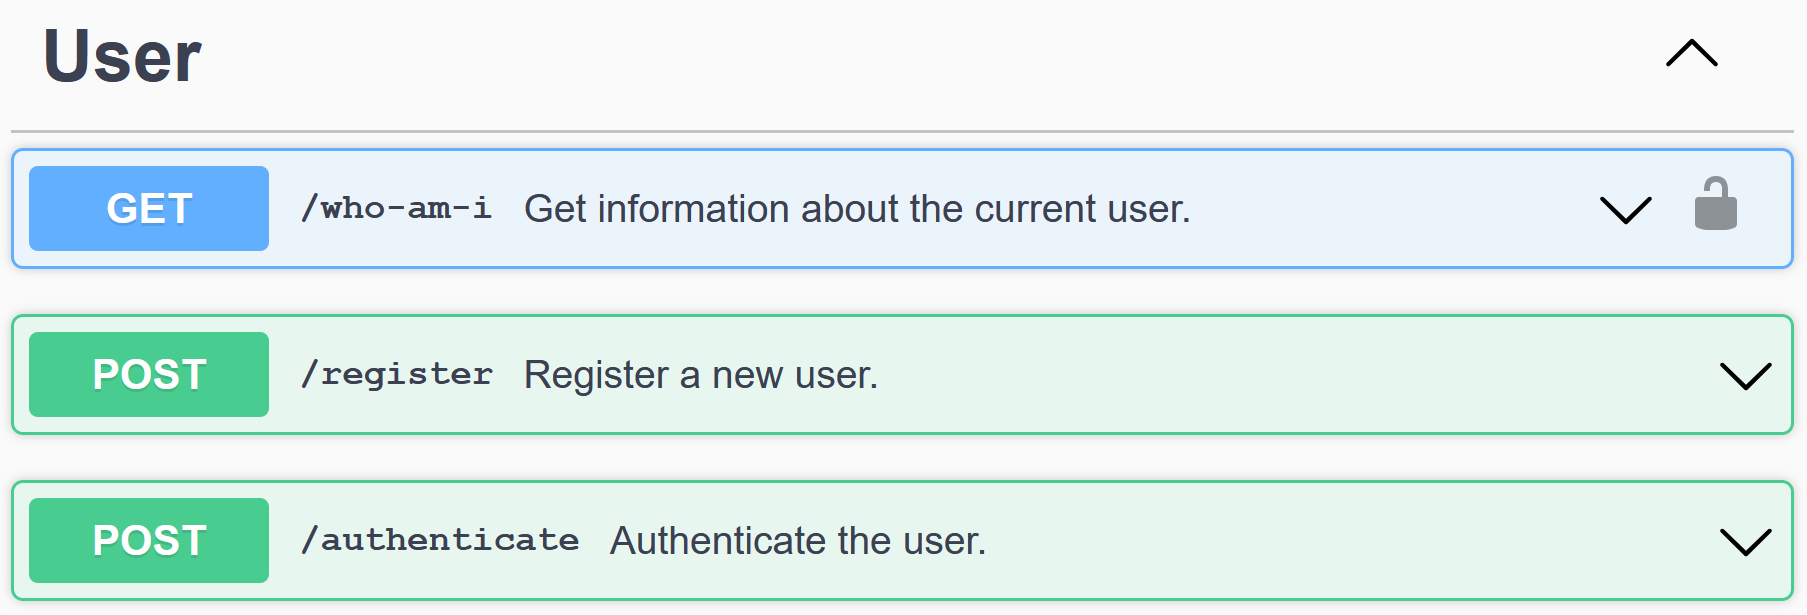 User
GET /who-am-i Get information about the current user.
POST /register Register a new user.
POST /authenticate Authenticate the user.